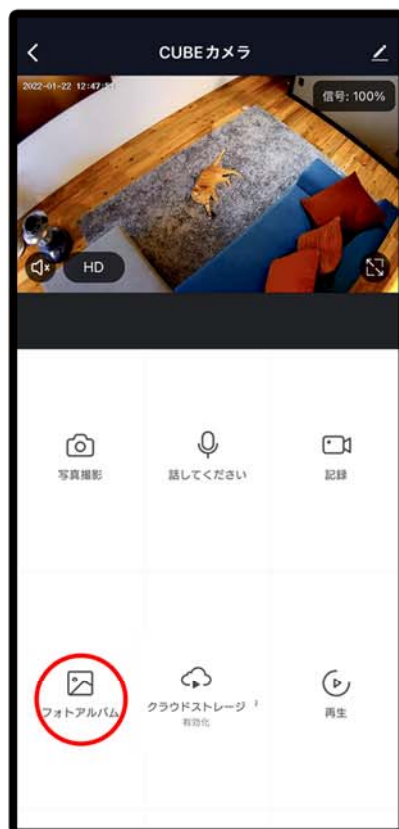 CUBEカメラ
2022-01-22 12:47:
信号: 100%
HD
写真撮影
話してください
記録
フォトアルバム
クラウドストレージ
再生
有効化